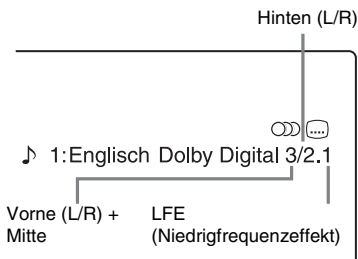 Hinten (L/R)
♪ 1:Englisch Dolby Digital 3/2.1
Vorne (L/R) +
Mitte
LFE
(Niedrigfrequenzeffekt)